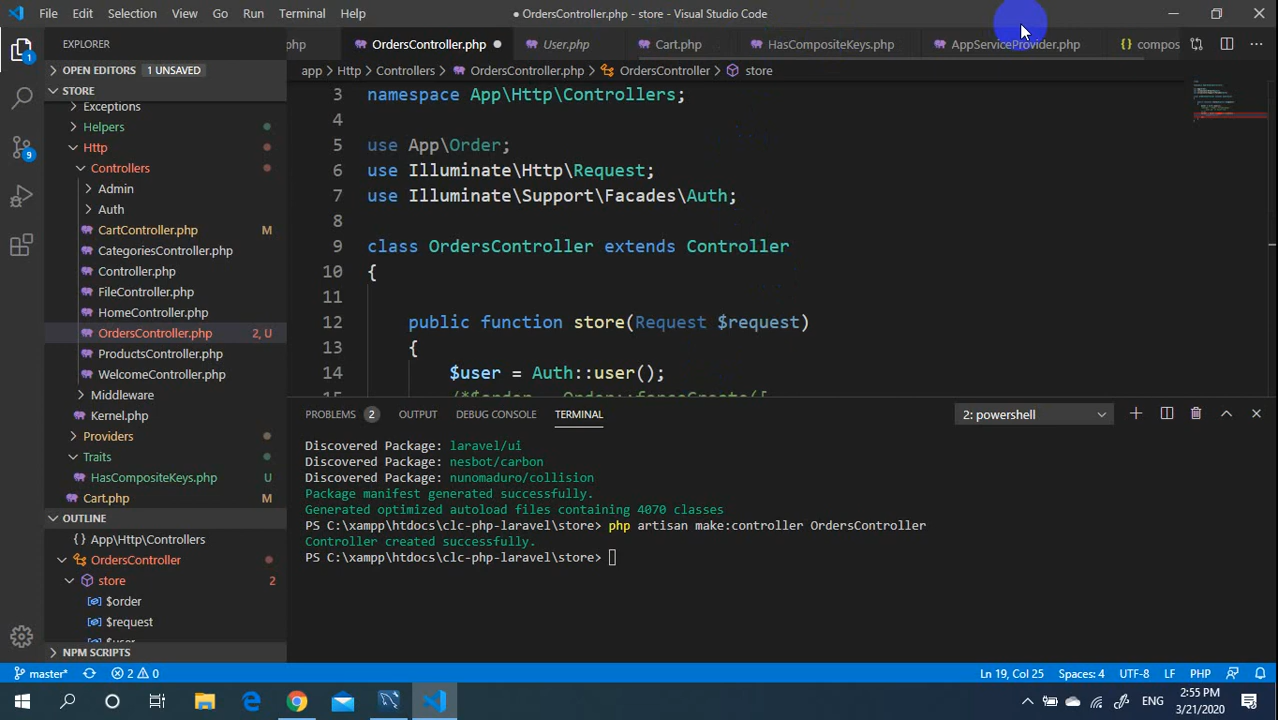 File Edit Selection View Go Run Terminal Help
● OrdersController.php - store - Visual Studio Code
EXPLORER
OPEN EDITORS 1 UNSAVED
STORE
Exceptions
Helpers
Http
Controllers
Admin
Auth
CartController.php M
CategoriesController.php
Controller.php
FileController.php
HomeController.php
OrdersController.php 2, U
ProductsController.php
WelcomeController.php
Middleware
Kernel.php
Providers
Traits
HasCompositeKeys.php U
Cart.php M
OUTLINE
{} App\Http\Controllers
OrdersController
store 2
$order
$request
$user
NPM SCRIPTS
1
9
php OrdersController.php User.php Cart.php HasCompositeKeys.php AppServiceProvider.php {} compos
app > Http > Controllers > OrdersController.php > OrdersController > store
3 namespace App\Http\Controllers;
4
5 use App\Order;
6 use Illuminate\Http\Request;
7 use Illuminate\Support\Facades\Auth;
8
9 class OrdersController extends Controller
10 {
11
12 public function store(Request $request)
13 {
14 $user = Auth::user();
15 /*$order = Order::forceCreate([
PROBLEMS 2 OUTPUT DEBUG CONSOLE TERMINAL 2: powershell
Discovered Package: laravel/ui
Discovered Package: nesbot/carbon
Discovered Package: nunomaduro/collision
Package manifest generated successfully.
Generated optimized autoload files containing 4070 classes
PS C:\xampp\htdocs\clc-php-laravel\store> php artisan make:controller OrdersController
Controller created successfully.
PS C:\xampp\htdocs\clc-php-laravel\store>
master* 2 0 Ln 19, Col 25 Spaces: 4 UTF-8 LF PHP
ENG
2:55 PM
3/21/2020